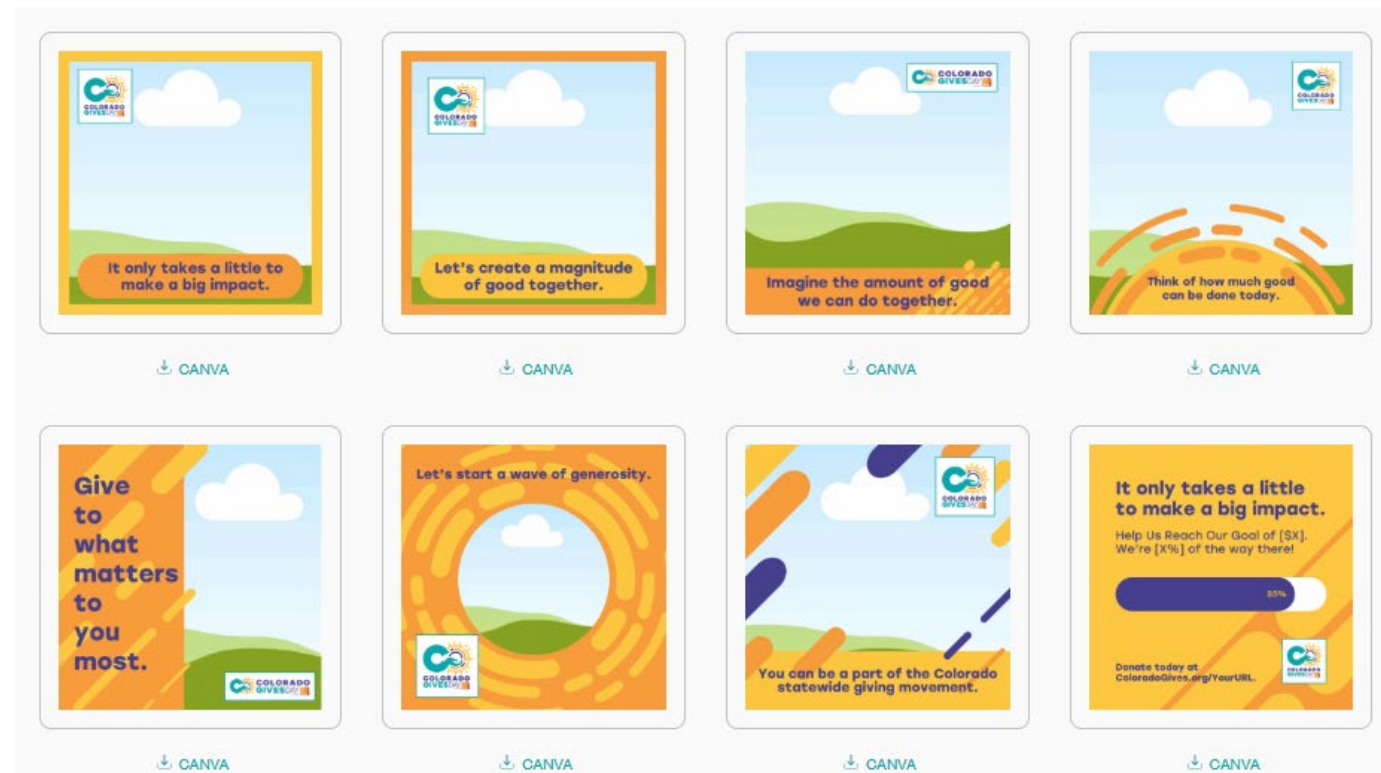 COLORADO
GIVES DAY
It only takes a little to
make a big impact.
CANVA
COLORADO
GIVES DAY
Let's create a magnitude
of good together.
CANVA
COLORADO
GIVES DAY
Imagine the amount of good
we can do together.
CANVA
COLORADO
GIVES DAY
Think of how much good
can be done today.
CANVA
Give
to
what
matters
to
you
most.
COLORADO
GIVES DAY
CANVA
Let's start a wave of generosity.
COLORADO
GIVES DAY
CANVA
COLORADO
GIVES DAY
You can be a part of the Colorado
statewide giving movement.
CANVA
It only takes a little
to make a big impact.
Help Us Reach Our Goal of [$X].
We're [X%] of the way there!
85%
Donate today at
ColoradoGives.org/YourURL.
COLORADO
GIVES DAY
CANVA